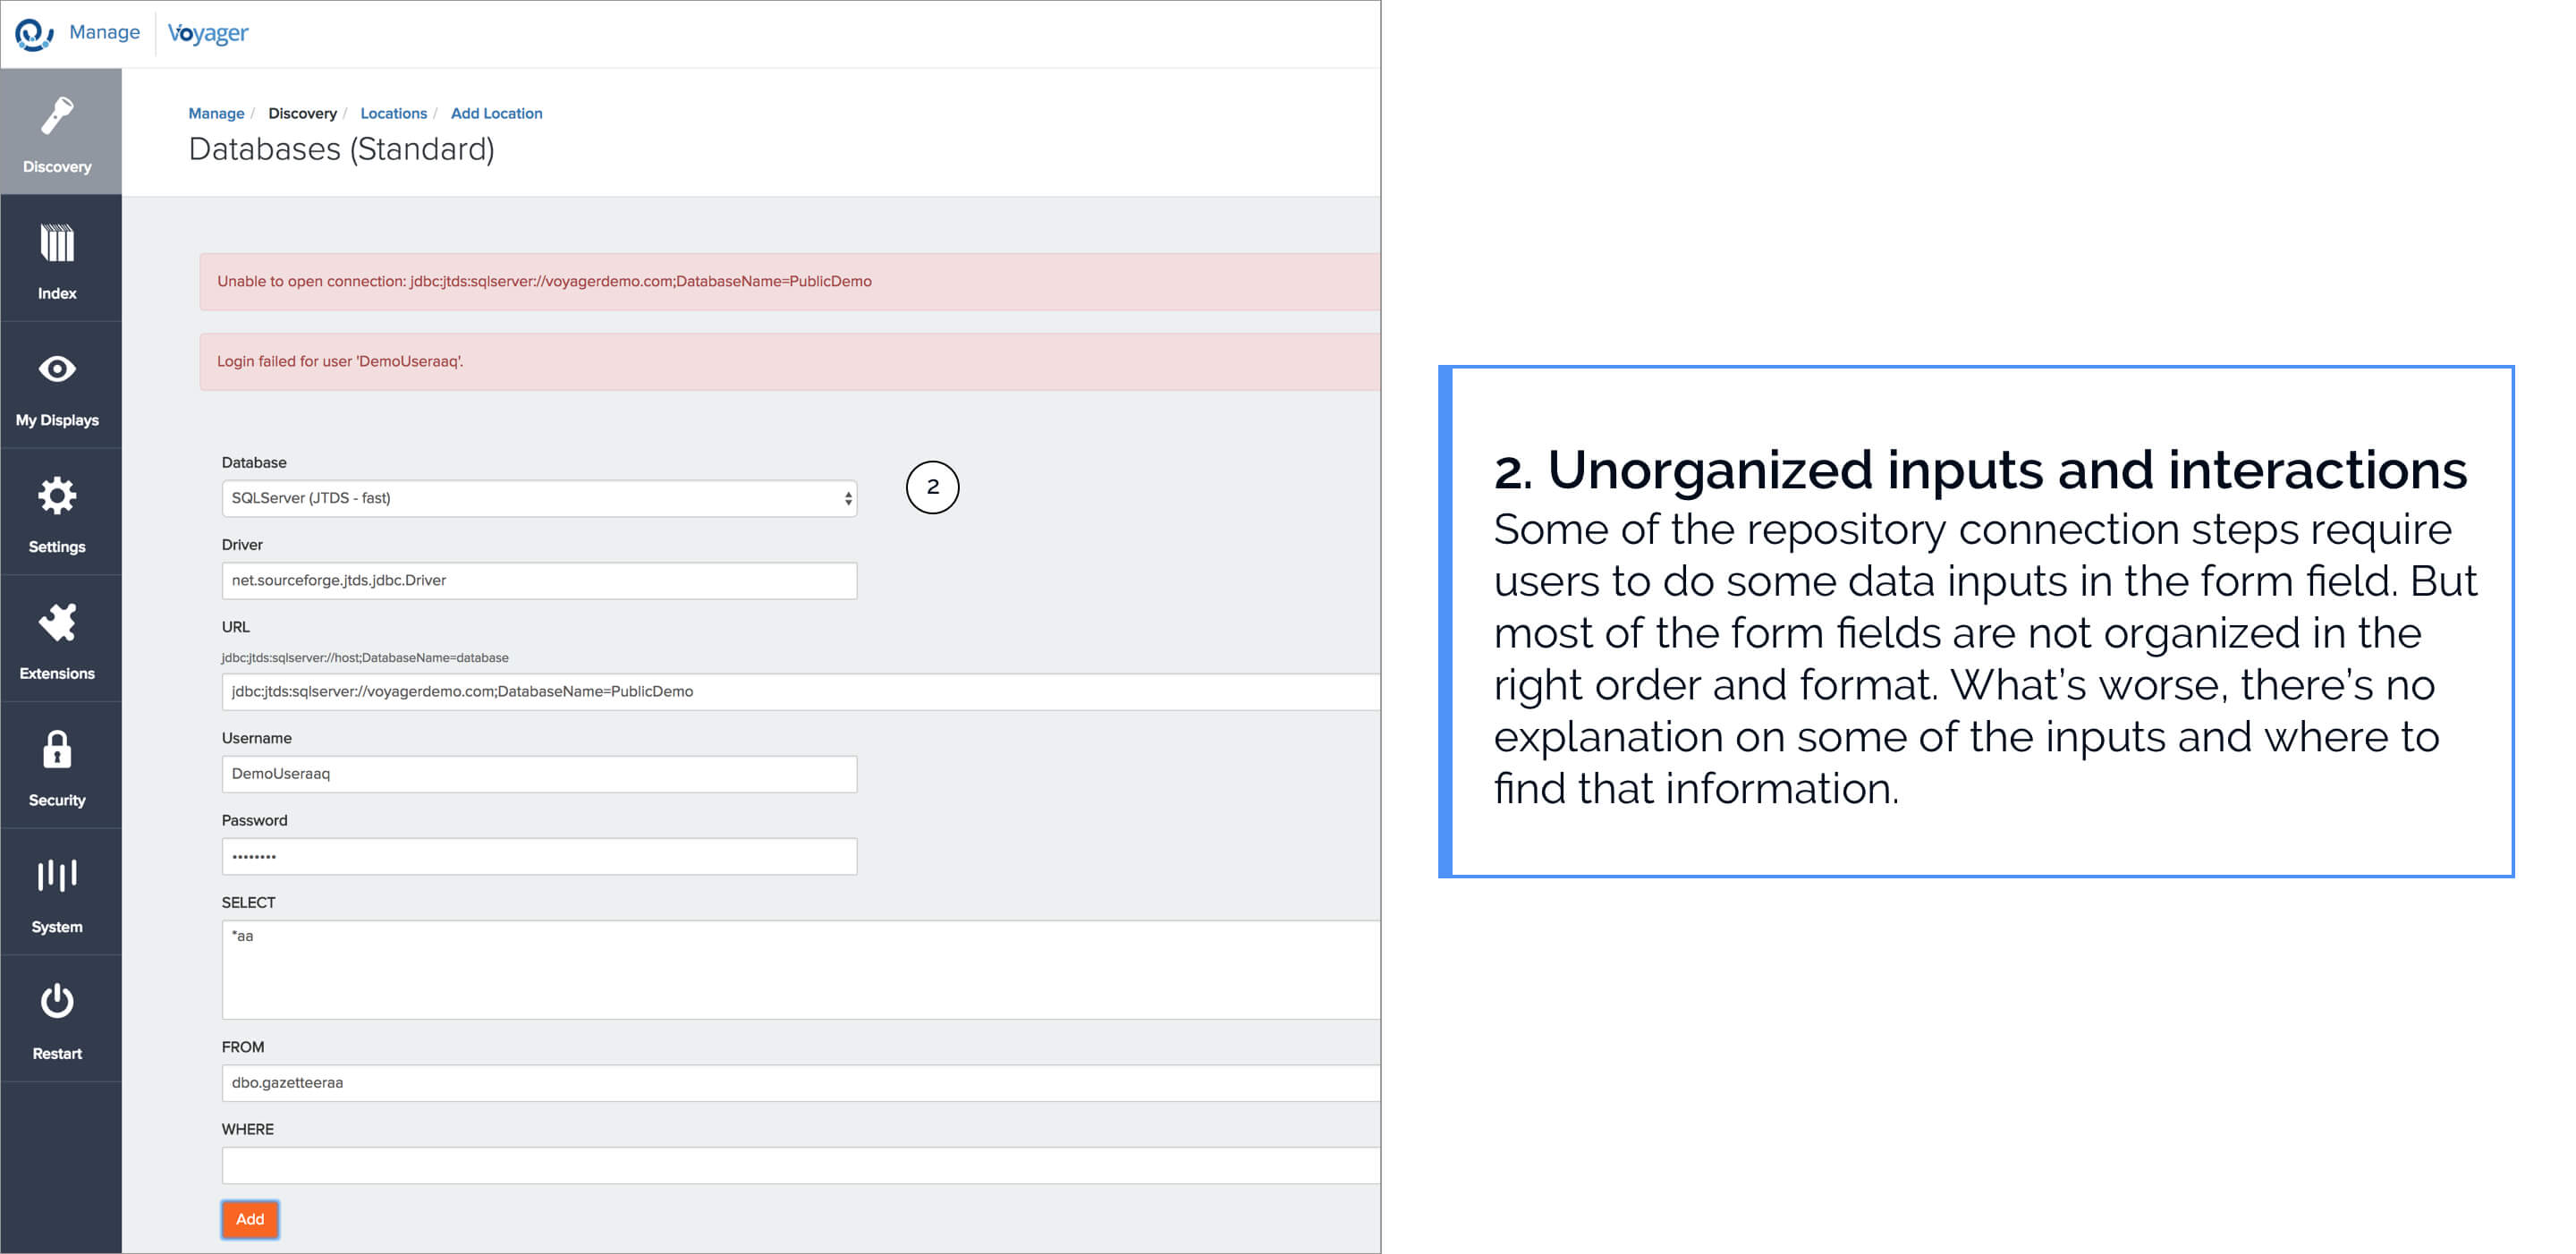 Manage
Voyager
Manage / Discovery / Locations / Add Location
Databases (Standard)
Discovery
Index
My Displays
Settings
Extensions
Security
System
Restart
Unable to open connection: jdbc:jtds:sqlserver://voyagerdemo.com;DatabaseName=PublicDemo
Login failed for user 'DemoUseraaq'.
Database
SQLServer (JTDS - fast)
2
Driver
net.sourceforge.jtds.jdbc.Driver
URL
jdbc:jtds:sqlserver://host;DatabaseName=database
jdbc:jtds:sqlserver://voyagerdemo.com;DatabaseName=PublicDemo
Username
DemoUseraaq
Password
••••••••
SELECT
*aa
FROM
dbo.gazetteeraa
WHERE
Add
2. Unorganized inputs and interactions
Some of the repository connection steps require
users to do some data inputs in the form field. But
most of the form fields are not organized in the
right order and format. What’s worse, there’s no
explanation on some of the inputs and where to
find that information.